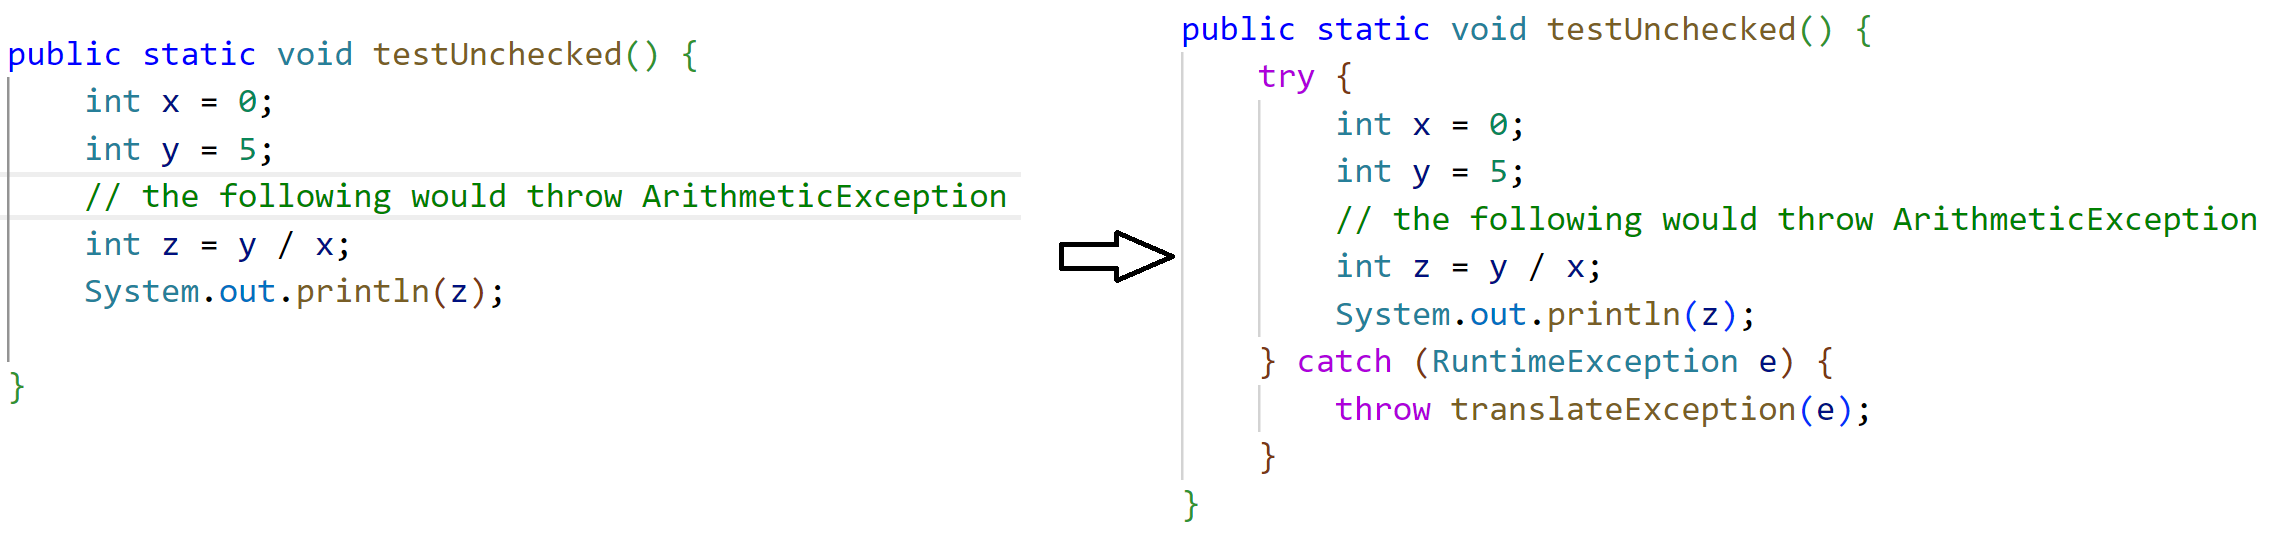 public static void testUnchecked() {
    int x = 0;
    int y = 5;
    // the following would throw ArithmeticException
    int z = y / x;
    System.out.println(z);
}
public static void testUnchecked() {
    try {
        int x = 0;
        int y = 5;
        // the following would throw ArithmeticException
        int z = y / x;
        System.out.println(z);
    } catch (RuntimeException e) {
        throw translateException(e);
    }
}